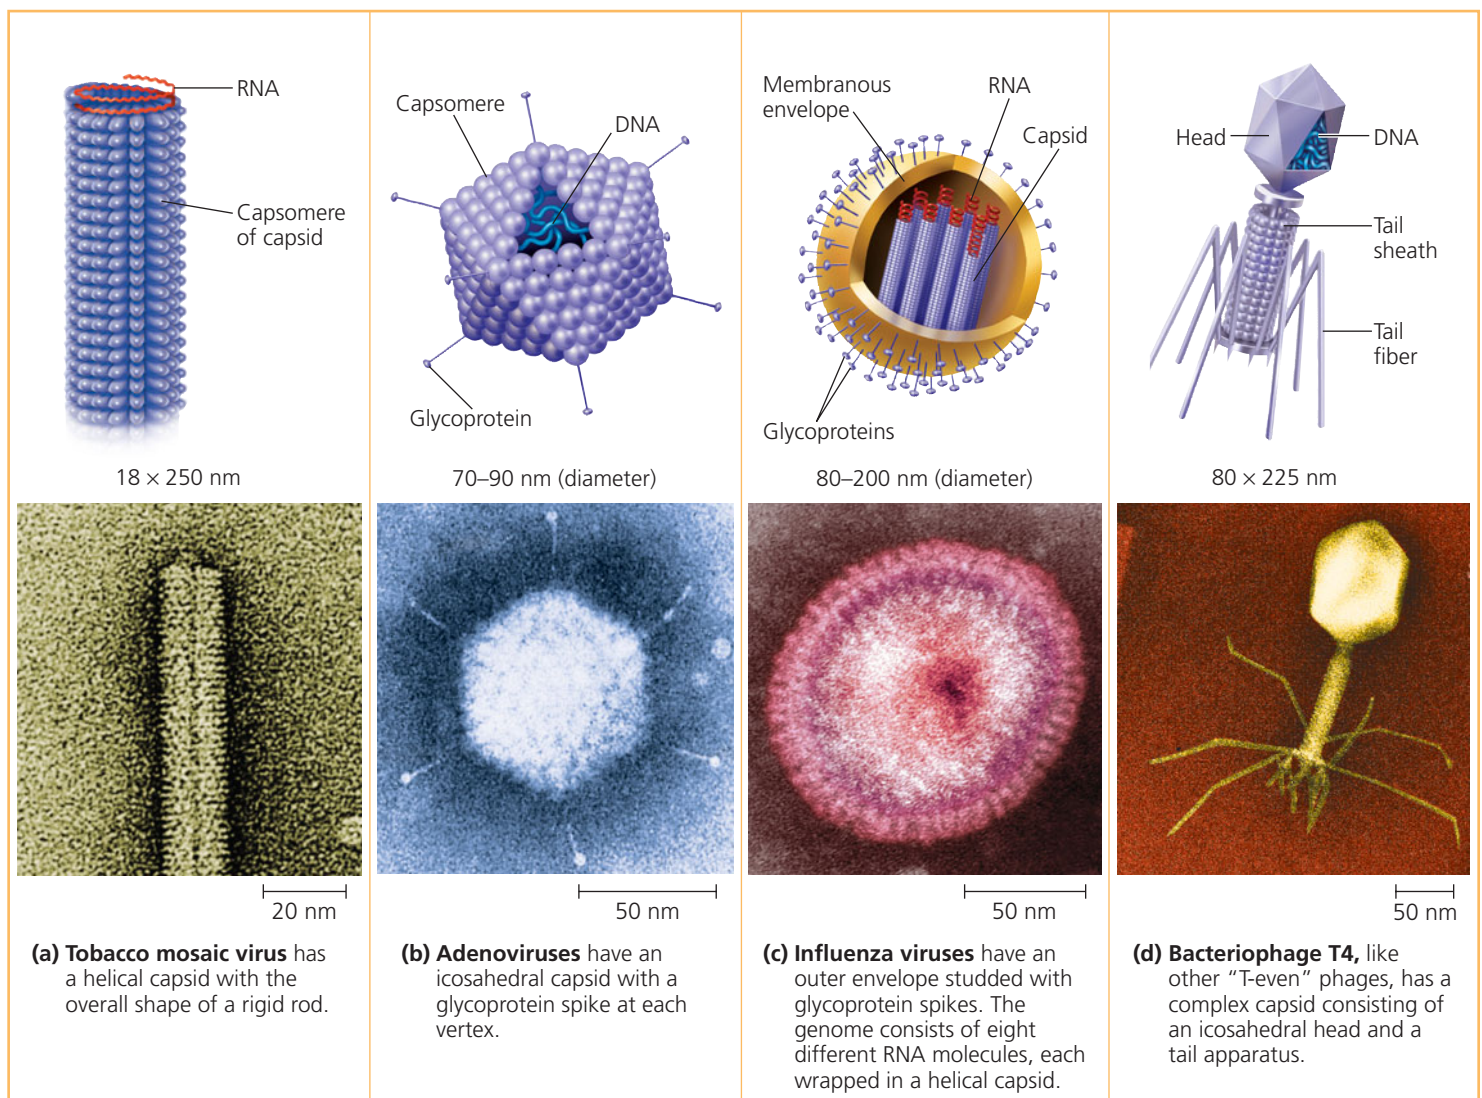 RNA
Capsomere
of capsid
18 × 250 nm
20 nm
(a) Tobacco mosaic virus has
a helical capsid with the
overall shape of a rigid rod.
Capsomere
DNA
Glycoprotein
70–90 nm (diameter)
50 nm
(b) Adenoviruses have an
icosahedral capsid with a
glycoprotein spike at each
vertex.
Membranous
envelope
RNA
Capsid
Glycoproteins
80–200 nm (diameter)
50 nm
(c) Influenza viruses have an
outer envelope studded with
glycoprotein spikes. The
genome consists of eight
different RNA molecules, each
wrapped in a helical capsid.
Head
DNA
Tail
sheath
Tail
fiber
80 × 225 nm
50 nm
(d) Bacteriophage T4, like
other “T-even” phages, has a
complex capsid consisting of
an icosahedral head and a
tail apparatus.